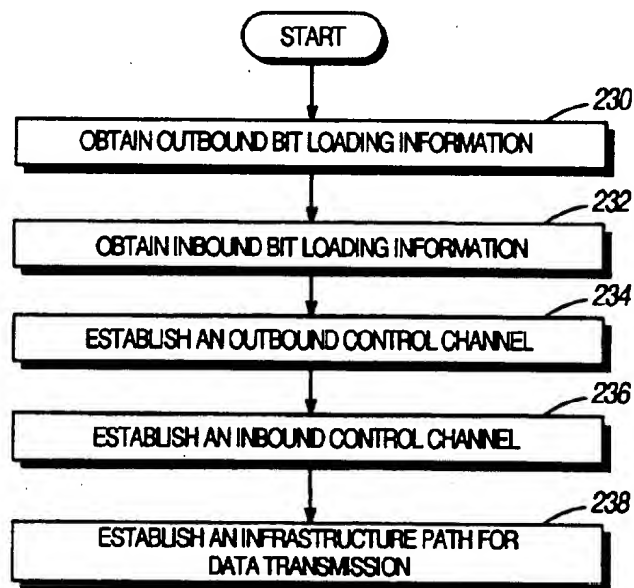 START
230
OBTAIN OUTBOUND BIT LOADING INFORMATION
232
OBTAIN INBOUND BIT LOADING INFORMATION
234
ESTABLISH AN OUTBOUND CONTROL CHANNEL
236
ESTABLISH AN INBOUND CONTROL CHANNEL
238
ESTABLISH AN INFRASTRUCTURE PATH FOR
DATA TRANSMISSION